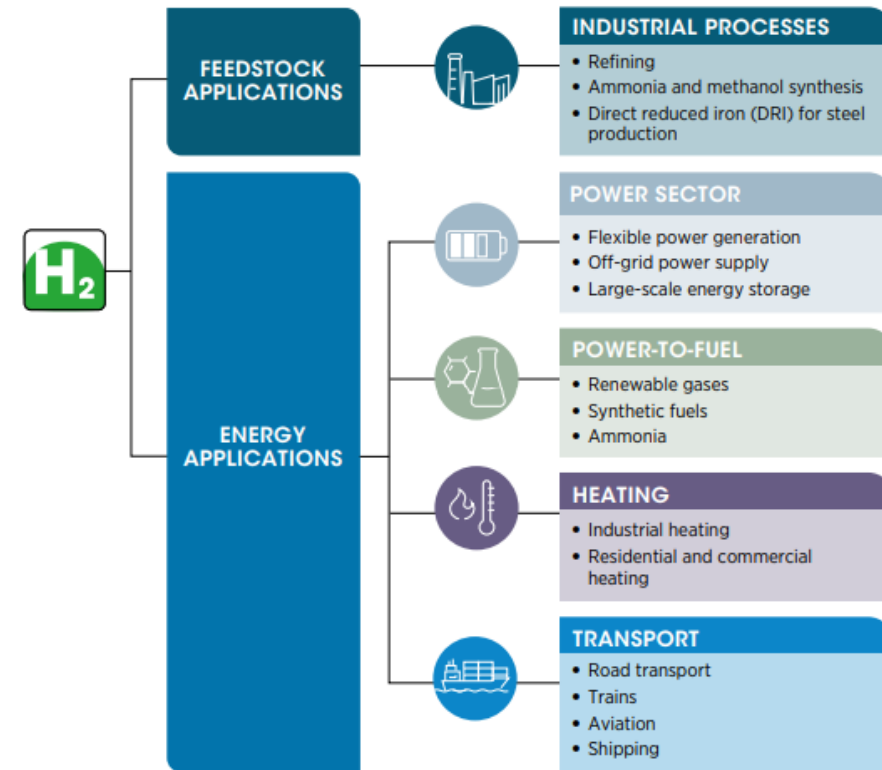 H2
FEEDSTOCK
APPLICATIONS
INDUSTRIAL PROCESSES
• Refining
• Ammonia and methanol synthesis
• Direct reduced iron (DRI) for steel
production
ENERGY
APPLICATIONS
POWER SECTOR
• Flexible power generation
• Off-grid power supply
• Large-scale energy storage
POWER-TO-FUEL
• Renewable gases
• Synthetic fuels
• Ammonia
HEATING
• Industrial heating
• Residential and commercial
heating
TRANSPORT
• Road transport
• Trains
• Aviation
• Shipping